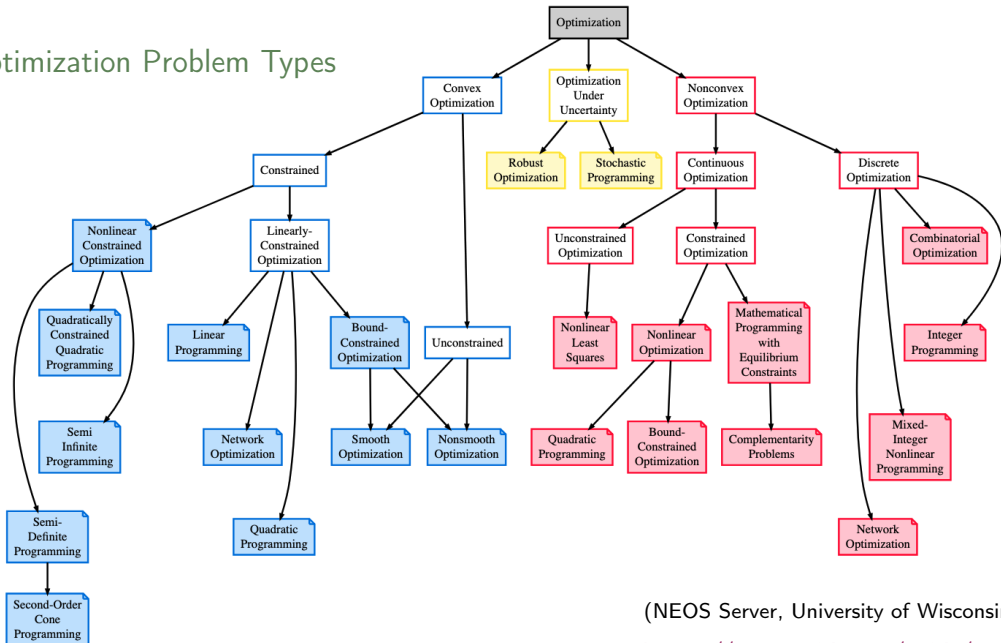 Optimization
timization Problem Types
Convex
Optimization
Optimization
Under
Uncertainty
Nonconvex
Optimization
Constrained
Robust
Optimization
Stochastic
Programming
Continuous
Optimization
Discrete
Optimization
Nonlinear
Constrained
Optimization
Linearly-
Constrained
Optimization
Unconstrained
Optimization
Constrained
Optimization
Combinatorial
Optimization
Quadratically
Constrained
Quadratic
Programming
Linear
Programming
Bound-
Constrained
Optimization
Unconstrained
Nonlinear
Least
Squares
Nonlinear
Optimization
Mathematical
Programming
with
Equilibrium
Constraints
Integer
Programming
Semi
Infinite
Programming
Network
Optimization
Smooth
Optimization
Nonsmooth
Optimization
Quadratic
Programming
Bound-
Constrained
Optimization
Complementarity
Problems
Mixed-
Integer
Nonlinear
Programming
Semi-
Definite
Programming
Quadratic
Programming
Network
Optimization
Second-Order
Cone
Programming
(NEOS Server, University of Wisconsin